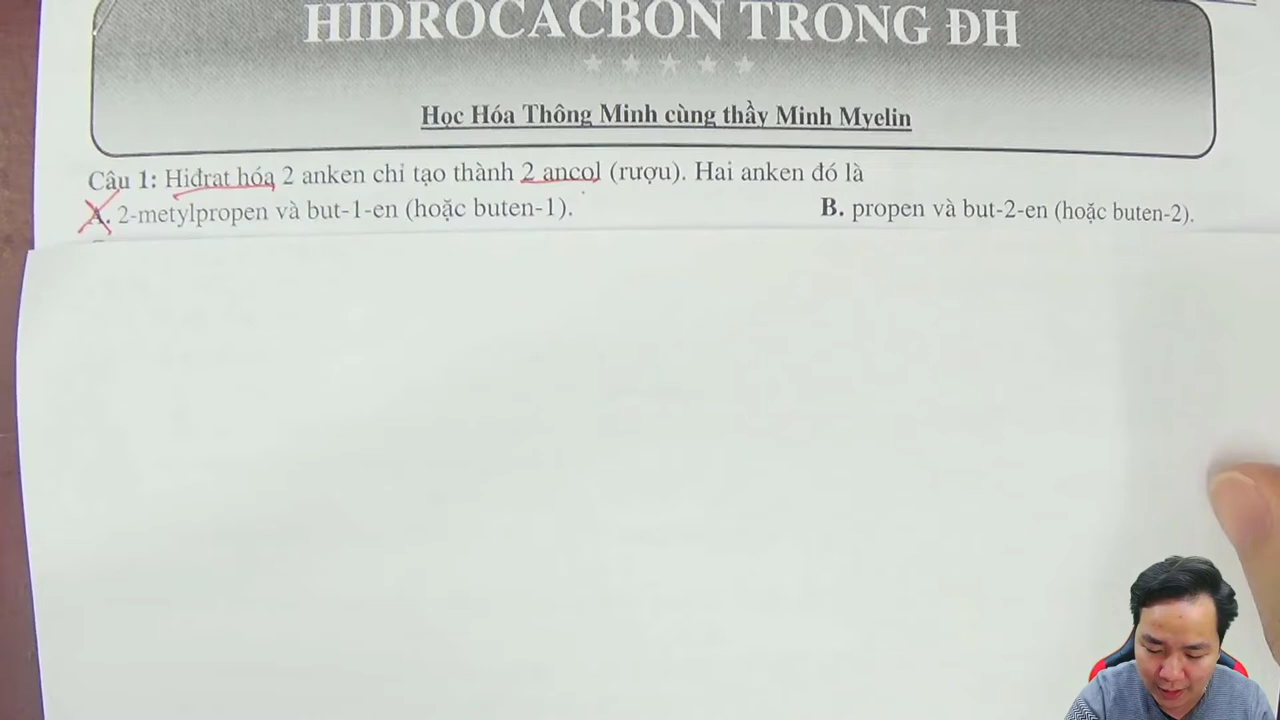 HIDROCACBON TRONG ĐH
Học Hóa Thông Minh cùng thầy Minh Myelin
Câu 1: Hiđrat hóa 2 anken chỉ tạo thành 2 ancol (rượu). Hai anken đó là
A. 2-metylpropen và but-1-en (hoặc buten-1). B. propen và but-2-en (hoặc buten-2).